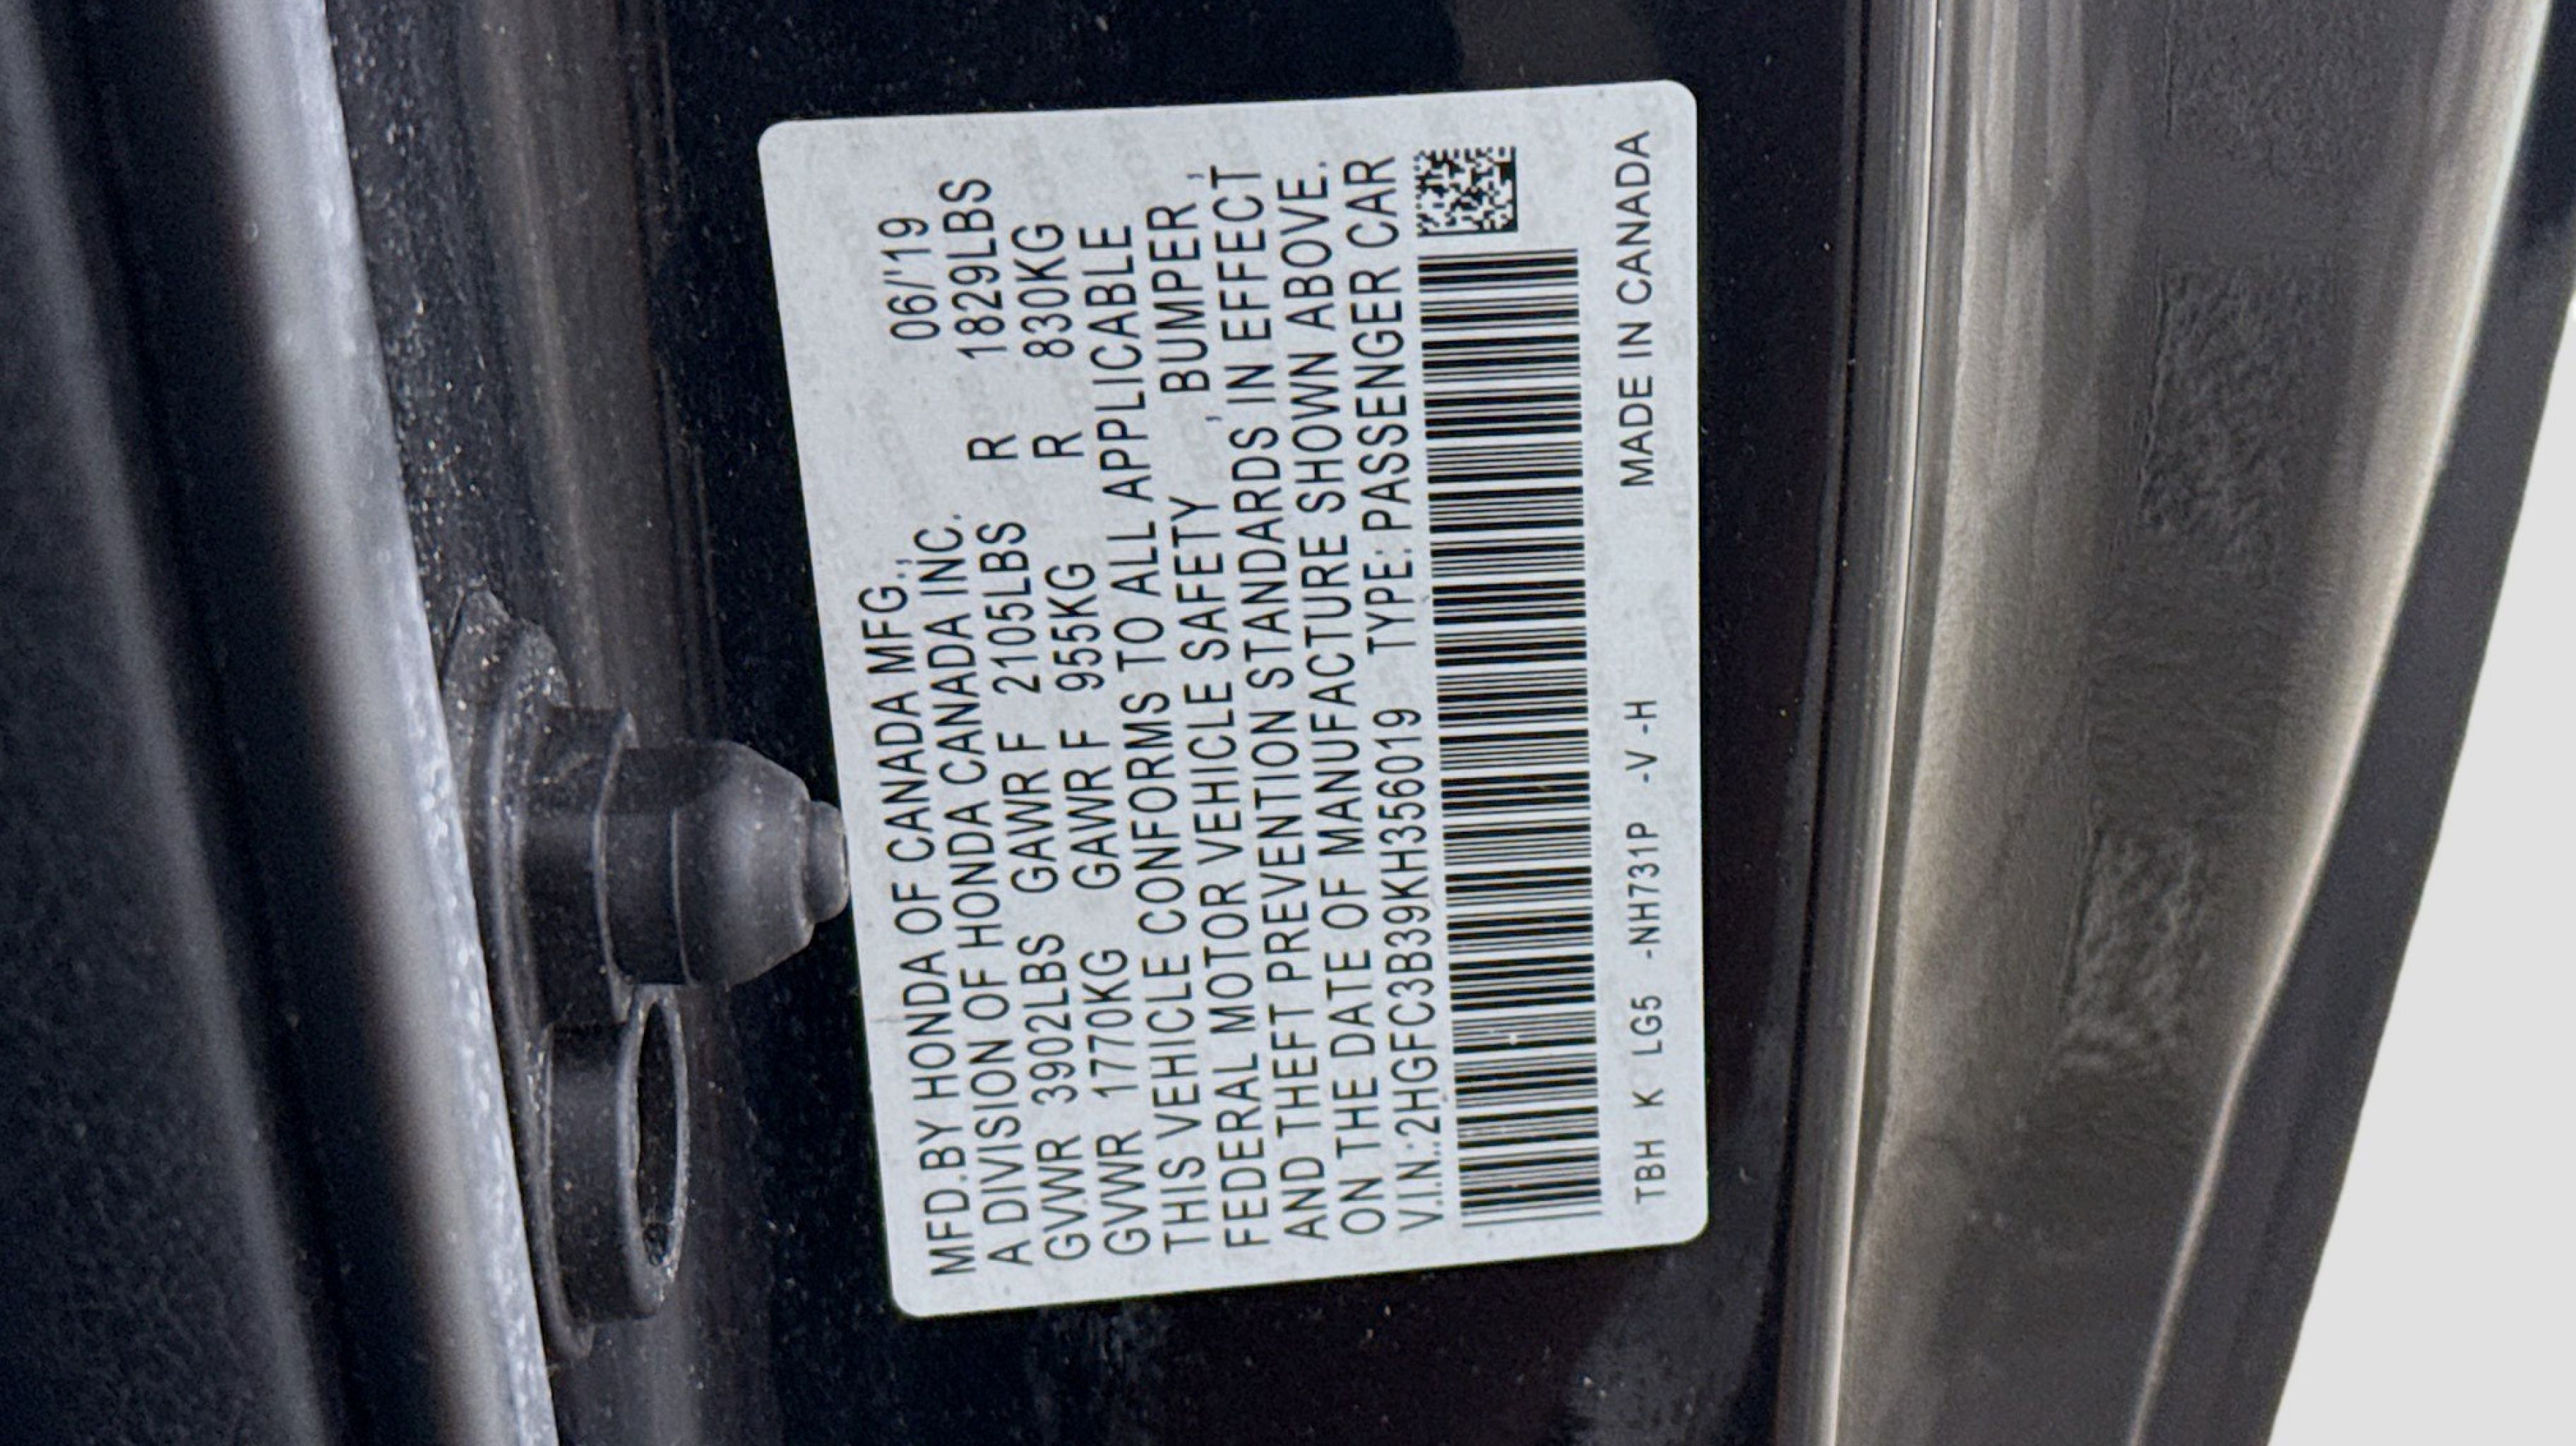 MFD.BY HONDA OF CANADA MFG., 06/'19
A DIVISION OF HONDA CANADA INC.
GVWR 3902LBS GAWR F 2105LBS R 1829LBS
GVWR 1770KG GAWR F 955KG R 830KG
THIS VEHICLE CONFORMS TO ALL APPLICABLE
FEDERAL MOTOR VEHICLE SAFETY , BUMPER ,
AND THEFT PREVENTION STANDARDS IN EFFECT
ON THE DATE OF MANUFACTURE SHOWN ABOVE.
V.I.N.:2HGFC3B39KH356019 TYPE: PASSENGER CAR
TBH K LG5 -NH731P -V -H MADE IN CANADA